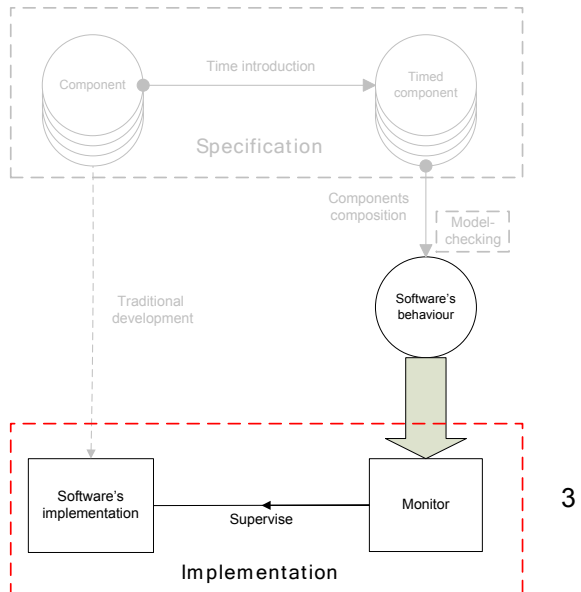 Component
Time introduction
Timed
component
Specification
Components
composition
Model-
checking
Traditional
development
Software's
behaviour
Software's
implementation
Supervise
Monitor
3
Implementation